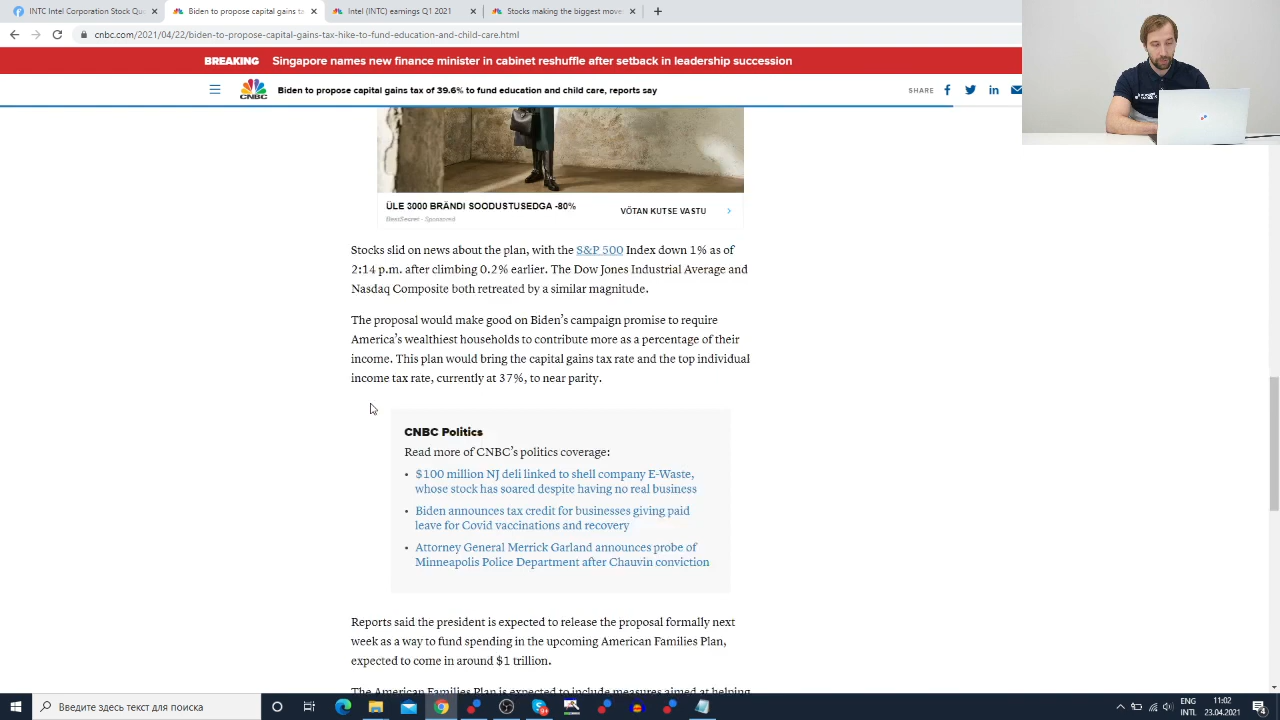 INTC Intel Corporation Stock Qu
Biden to propose capital gains ta
INTC (INTC) earnings Q1 2021
Stocks making the biggest move
cnbc.com/2021/04/22/biden-to-propose-capital-gains-tax-hike-to-fund-education-and-child-care.html
BREAKING Singapore names new finance minister in cabinet reshuffle after setback in leadership succession
CNBC
Biden to propose capital gains tax of 39.6% to fund education and child care, reports say
SHARE
ÜLE 3000 BRÄNDI SOODUSTUSEDGA -80%
VÕTAN KUTSE VASTU
BestSecret - Sponsored
Stocks slid on news about the plan, with the S&P 500 Index down 1% as of
2:14 p.m. after climbing 0.2% earlier. The Dow Jones Industrial Average and
Nasdaq Composite both retreated by a similar magnitude.
The proposal would make good on Biden's campaign promise to require
America's wealthiest households to contribute more as a percentage of their
income. This plan would bring the capital gains tax rate and the top individual
income tax rate, currently at 37%, to near parity.
CNBC Politics
Read more of CNBC's politics coverage:
$100 million NJ deli linked to shell company E-Waste,
whose stock has soared despite having no real business
Biden announces tax credit for businesses giving paid
leave for Covid vaccinations and recovery
Attorney General Merrick Garland announces probe of
Minneapolis Police Department after Chauvin conviction
Reports said the president is expected to release the proposal formally next
week as a way to fund spending in the upcoming American Families Plan,
expected to come in around $1 trillion.
The American Families Plan is expected to include measures aimed at helping
Введите здесь текст для поиска
ENG
INTL
11:02
23.04.2021